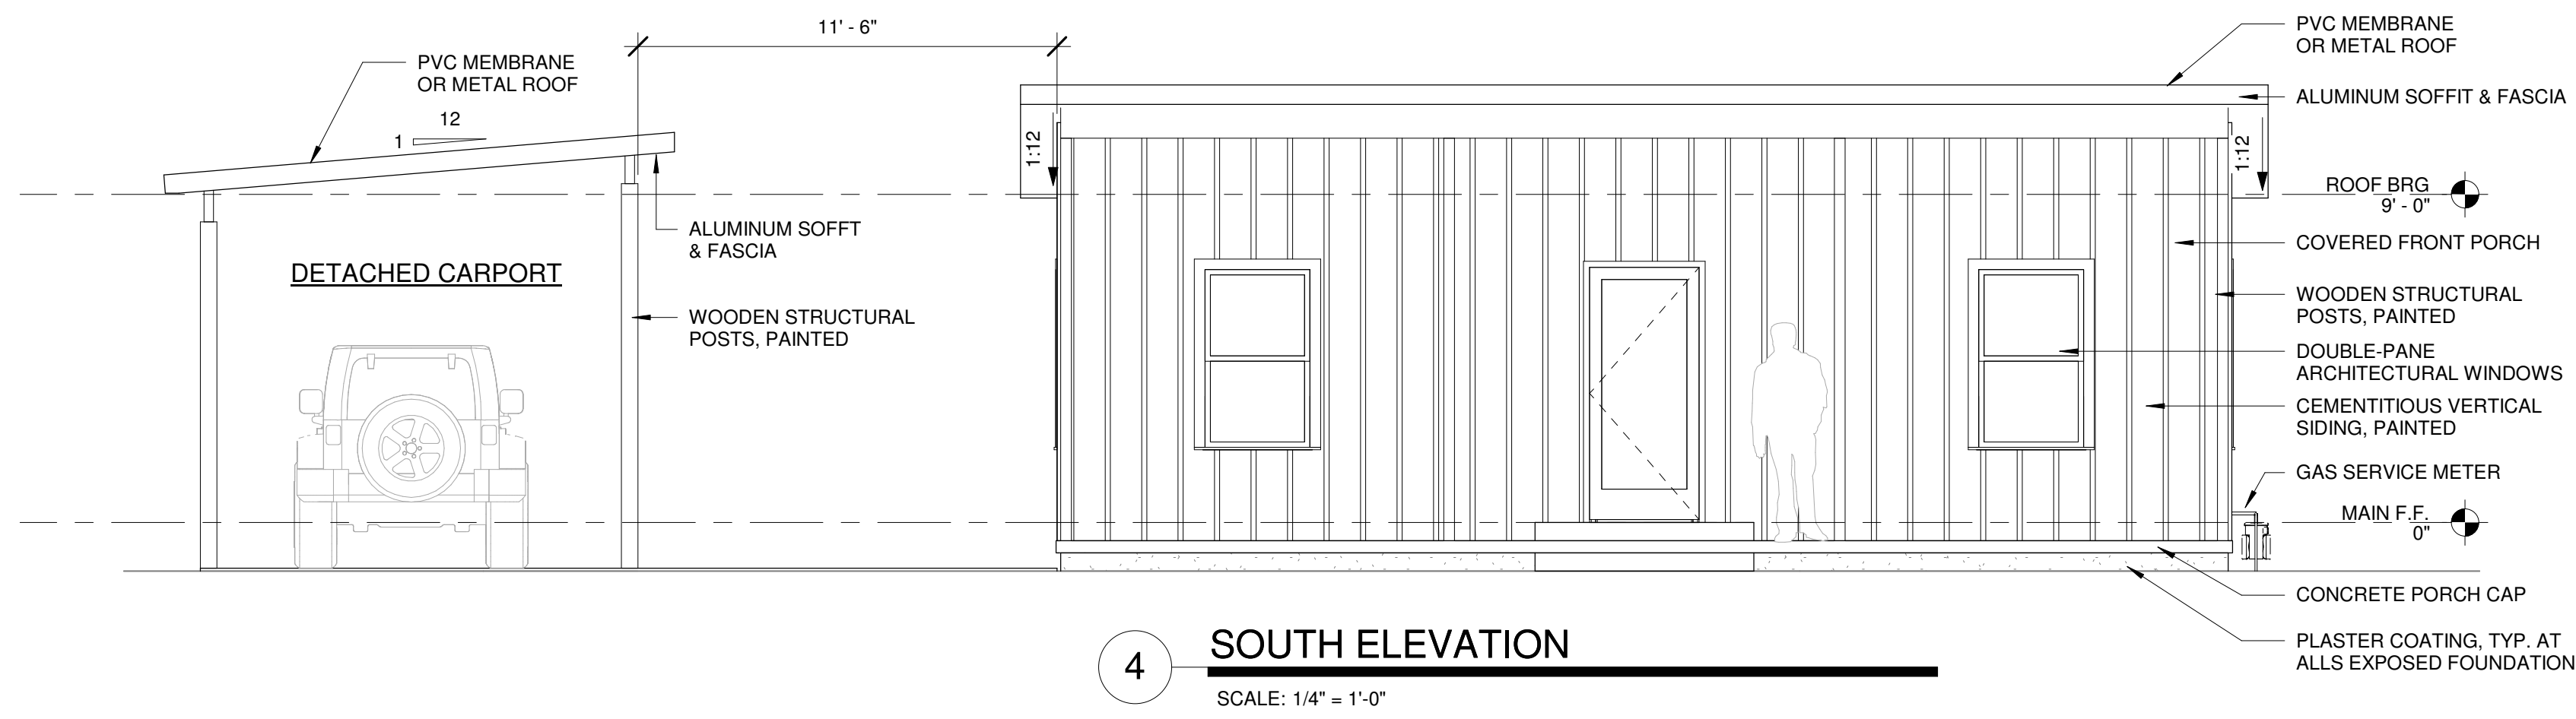 11' - 6"
PVC MEMBRANE
OR METAL ROOF
12
1
ALUMINUM SOFFT
& FASCIA
DETACHED CARPORT
WOODEN STRUCTURAL
POSTS, PAINTED
1:12
1:12
PVC MEMBRANE
OR METAL ROOF
ALUMINUM SOFFIT & FASCIA
ROOF BRG
9' - 0"
COVERED FRONT PORCH
WOODEN STRUCTURAL
POSTS, PAINTED
DOUBLE-PANE
ARCHITECTURAL WINDOWS
CEMENTITIOUS VERTICAL
SIDING, PAINTED
GAS SERVICE METER
MAIN F.F.
0"
CONCRETE PORCH CAP
PLASTER COATING, TYP. AT
ALLS EXPOSED FOUNDATION
4
SOUTH ELEVATION
SCALE: 1/4" = 1'-0"